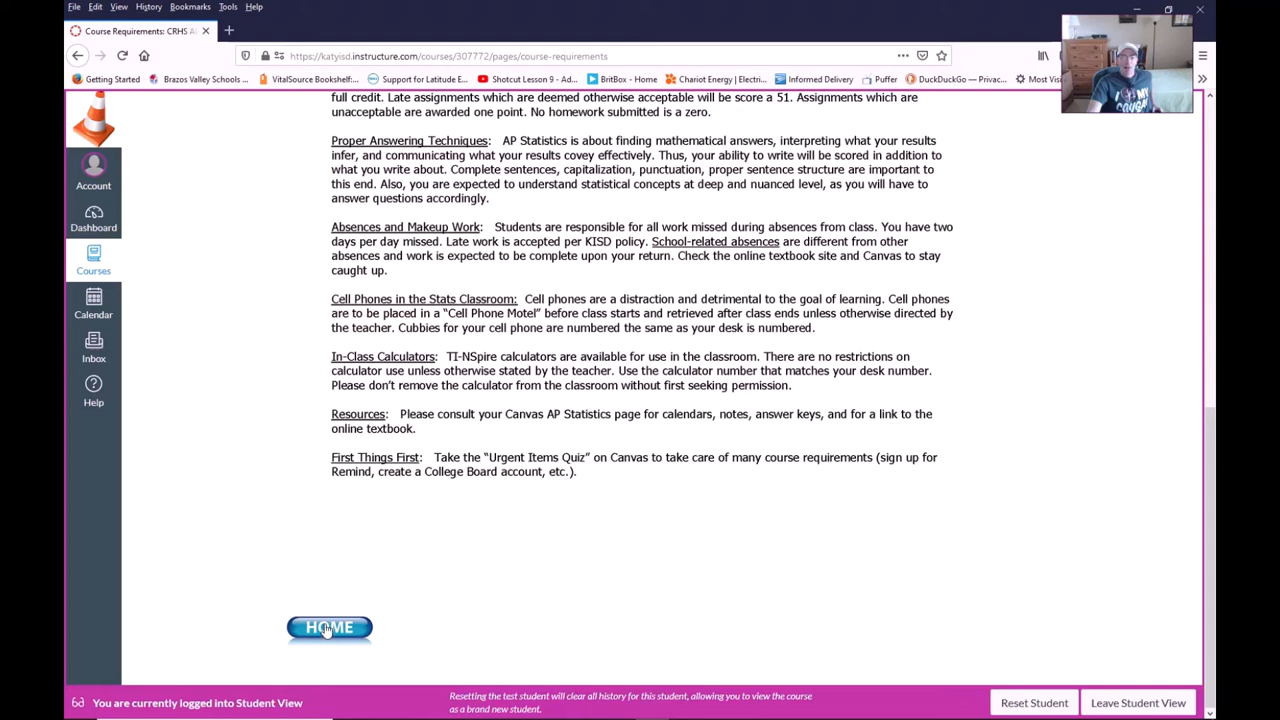 File Edit View History Bookmarks Tools Help
Course Requirements: CRHS
https://katyisd.instructure.com/courses/307772/pages/course-requirements
Getting Started Brazos Valley Schools ... VitalSource Bookshelf:... Support for Latitude E... Shotcut Lesson 9 - Ad... BritBox - Home Chariot Energy | Electri... Informed Delivery Puffer DuckDuckGo — Privac... Most Visi
full credit. Late assignments which are deemed otherwise acceptable will be score a 51. Assignments which are
unacceptable are awarded one point. No homework submitted is a zero.
Proper Answering Techniques: AP Statistics is about finding mathematical answers, interpreting what your results
infer, and communicating what your results covey effectively. Thus, your ability to write will be scored in addition to
what you write about. Complete sentences, capitalization, punctuation, proper sentence structure are important to
this end. Also, you are expected to understand statistical concepts at deep and nuanced level, as you will have to
answer questions accordingly.
Absences and Makeup Work: Students are responsible for all work missed during absences from class. You have two
days per day missed. Late work is accepted per KISD policy. School-related absences are different from other
absences and work is expected to be complete upon your return. Check the online textbook site and Canvas to stay
caught up.
Cell Phones in the Stats Classroom: Cell phones are a distraction and detrimental to the goal of learning. Cell phones
are to be placed in a “Cell Phone Motel” before class starts and retrieved after class ends unless otherwise directed by
the teacher. Cubbies for your cell phone are numbered the same as your desk is numbered.
In-Class Calculators: TI-NSpire calculators are available for use in the classroom. There are no restrictions on
calculator use unless otherwise stated by the teacher. Use the calculator number that matches your desk number.
Please don’t remove the calculator from the classroom without first seeking permission.
Resources: Please consult your Canvas AP Statistics page for calendars, notes, answer keys, and for a link to the
online textbook.
First Things First: Take the “Urgent Items Quiz” on Canvas to take care of many course requirements (sign up for
Remind, create a College Board account, etc.).
Account
Dashboard
Courses
Calendar
Inbox
Help
HOME
You are currently logged into Student View
Resetting the test student will clear all history for this student, allowing you to view the course
as a brand new student.
Reset Student
Leave Student View